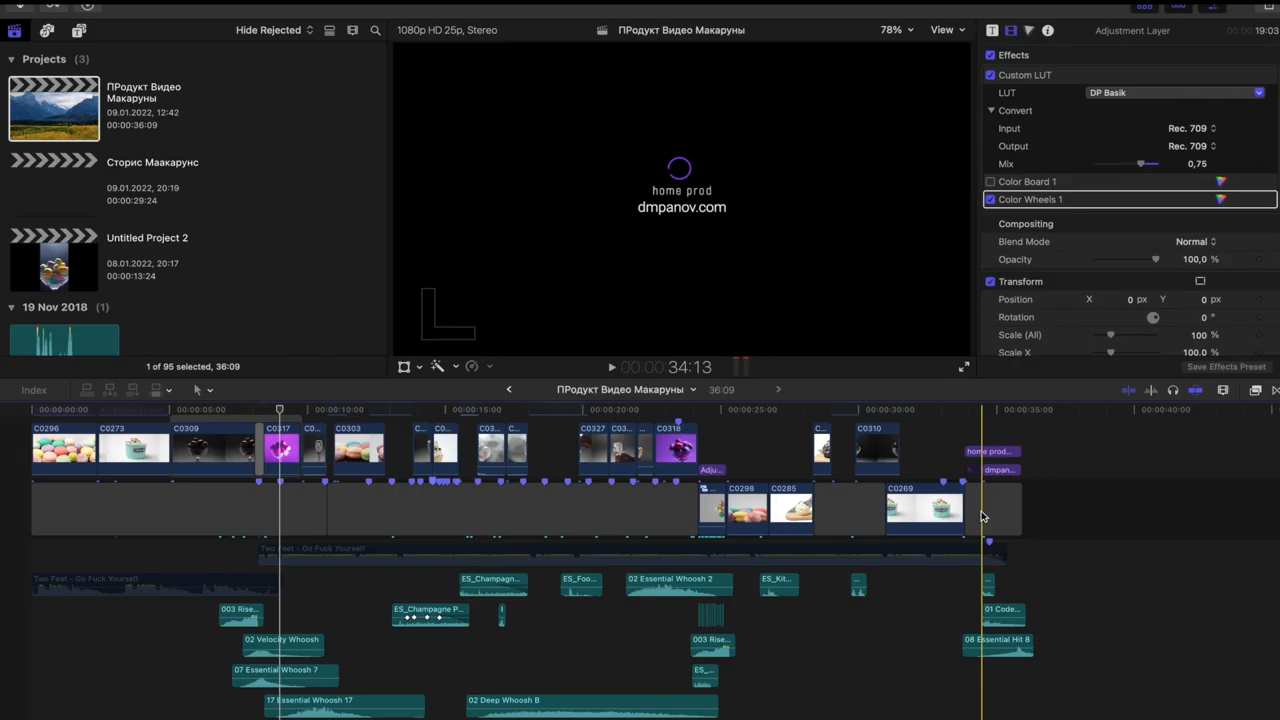 Hide Rejected
1080p HD 25p, Stereo
ПРодукт Видео Макаруны
78%
View
Adjustment Layer
19:03
Projects (3)
ПРодукт Видео
Макаруны
09.01.2022, 12:42
00:00:36:09
Сторис Маакарунс
09.01.2022, 20:19
00:00:29:24
Untitled Project 2
08.01.2022, 20:17
00:00:13:24
19 Nov 2018 (1)
1 of 95 selected, 36:09
home prod
dmpanov.com
00:00:34:13
Effects
Custom LUT
LUT DP Basik
Convert
Input Rec. 709
Output Rec. 709
Mix 0,75
Color Board 1
Color Wheels 1
Compositing
Blend Mode Normal
Opacity 100,0 %
Transform
Position X 0 px Y 0 px
Rotation 0 °
Scale (All) 100 %
Scale X 100.0 %
Save Effects Preset
Index
ПРодукт Видео Макаруны
36:09
00:00:00:00 00:00:05:00 00:00:10:00 00:00:15:00 00:00:20:00 00:00:25:00 00:00:30:00 00:00:35:00 00:00:40:00
C0296 C0273 C0309 C0317 C0... C0303 C... C0... C03... C... C0327 C03... C0318 C... C0310
home prod...
Adju... h... dmpan...
... C0298 C0285 C0269
Two Feet - Go Fuck Yourself
Two Feet - Go Fuck Yourself ES_Champagn... ES_Foo... 02 Essential Whoosh 2 ES_Kit... ... ...
003 Rise... ES_Champagne P... 01 Code...
02 Velocity Whoosh 003 Rise... 08 Essential Hit 8
07 Essential Whoosh 7 ES_...
17 Essential Whoosh 17 02 Deep Whoosh B